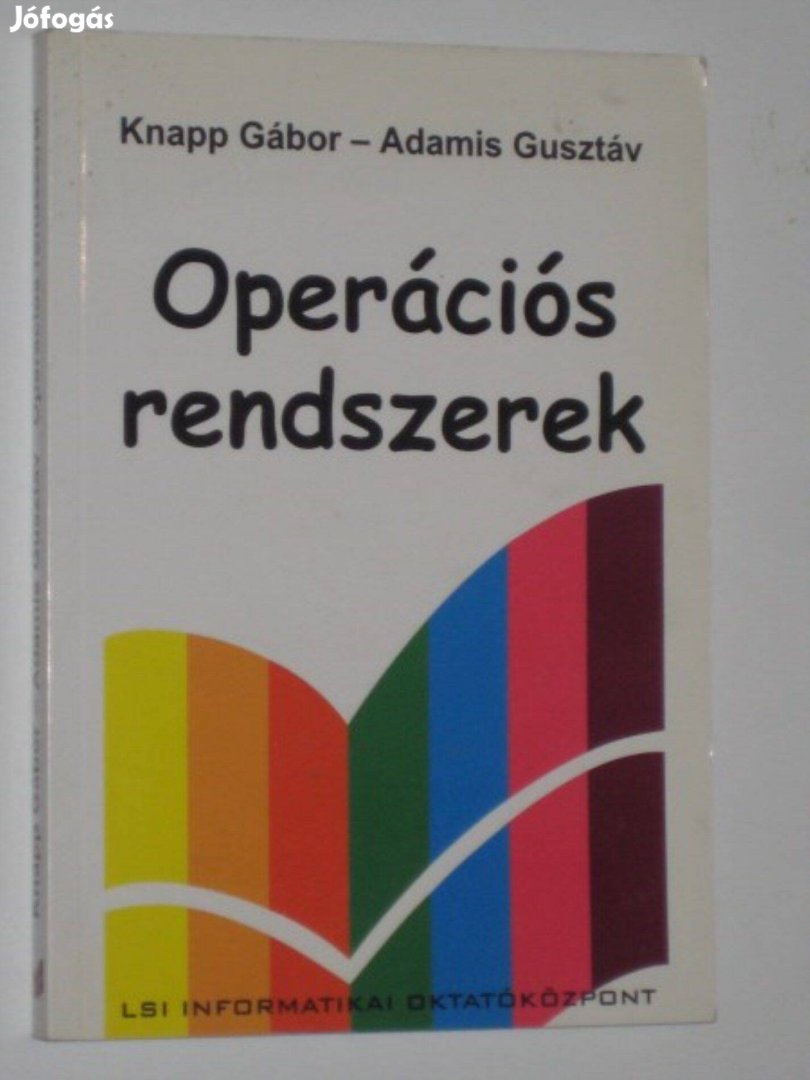 Jófogás
Knapp Gábor – Adamis Gusztáv
Operációs
rendszerek
LSI INFORMATIKAI OKTATÓKÖZPONT